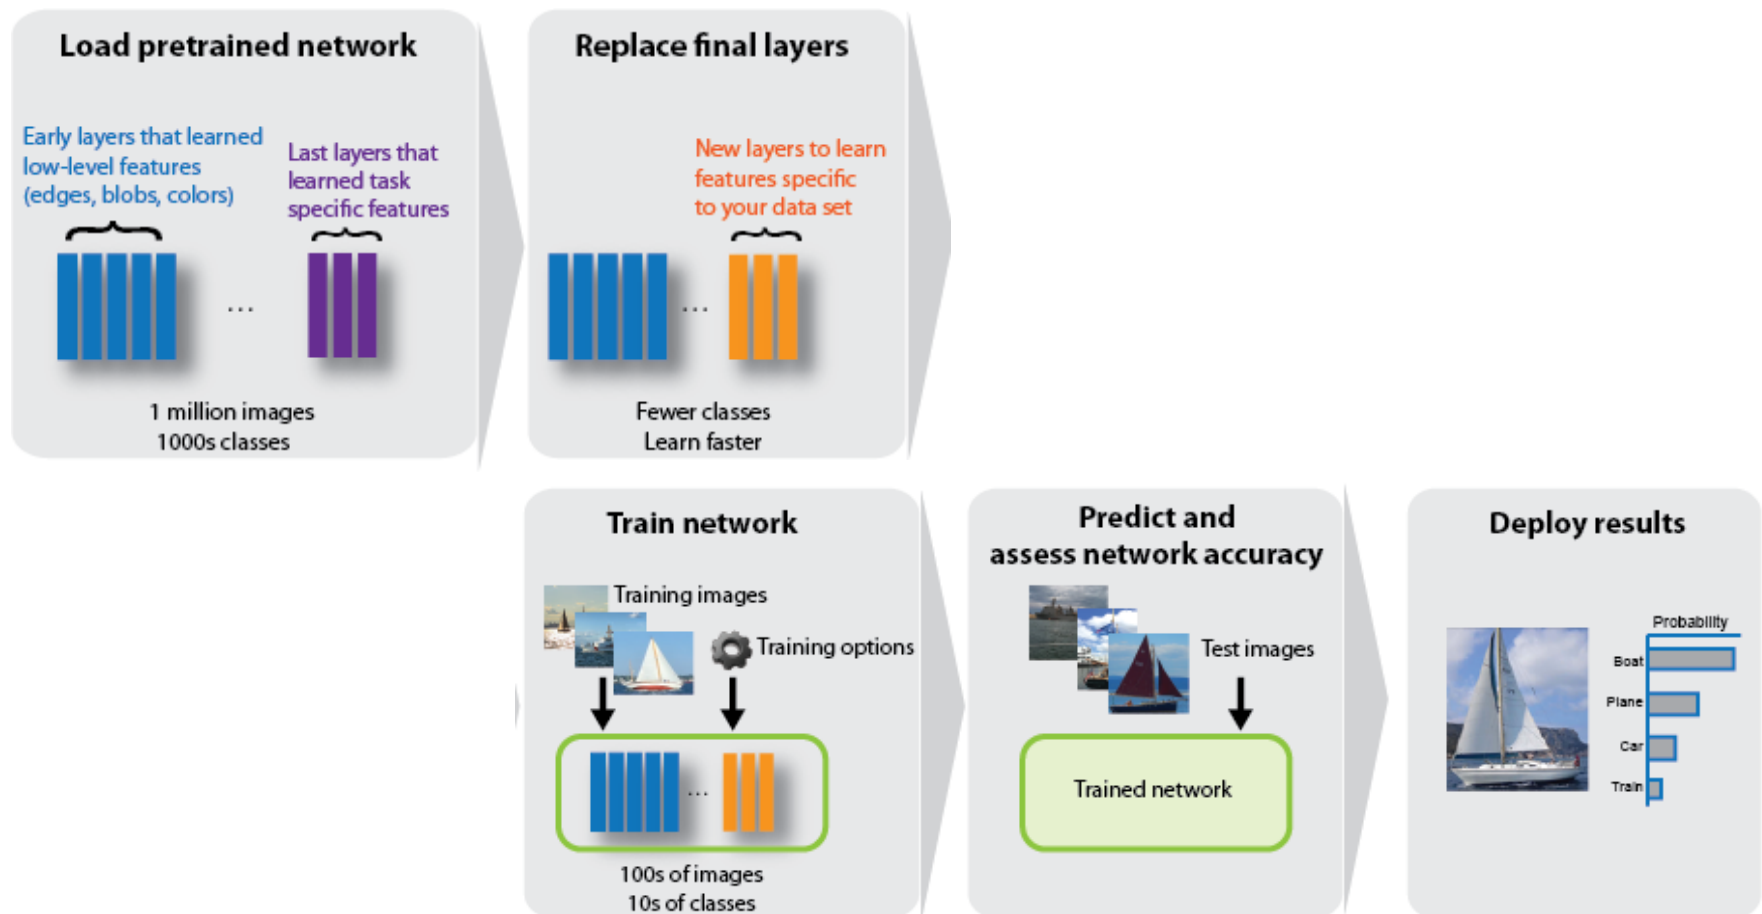 Load pretrained network
Early layers that learned
low-level features
(edges, blobs, colors)
Last layers that
learned task
specific features
...
1 million images
1000s classes
Replace final layers
New layers to learn
features specific
to your data set
...
Fewer classes
Learn faster
Train network
Training images
Training options
...
100s of images
10s of classes
Predict and
assess network accuracy
Test images
Trained network
Deploy results
Probability
Boat
Plane
Car
Train